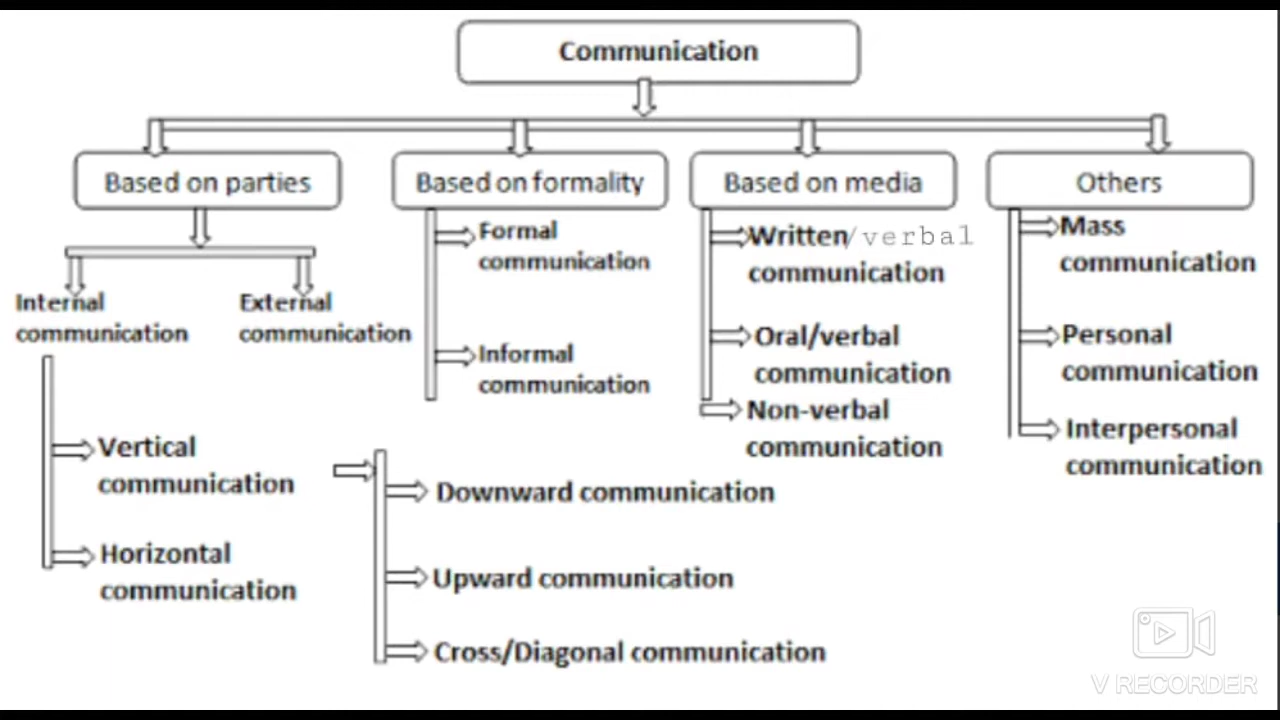 Communication
Based on parties
Based on formality
Based on media
Others
Internal
communication
External
communication
Vertical
communication
Horizontal
communication
Downward communication
Upward communication
Cross/Diagonal communication
Formal
communication
Informal
communication
Written/verbal
communication
Oral/verbal
communication
Non-verbal
communication
Mass
communication
Personal
communication
Interpersonal
communication
V RECORDER